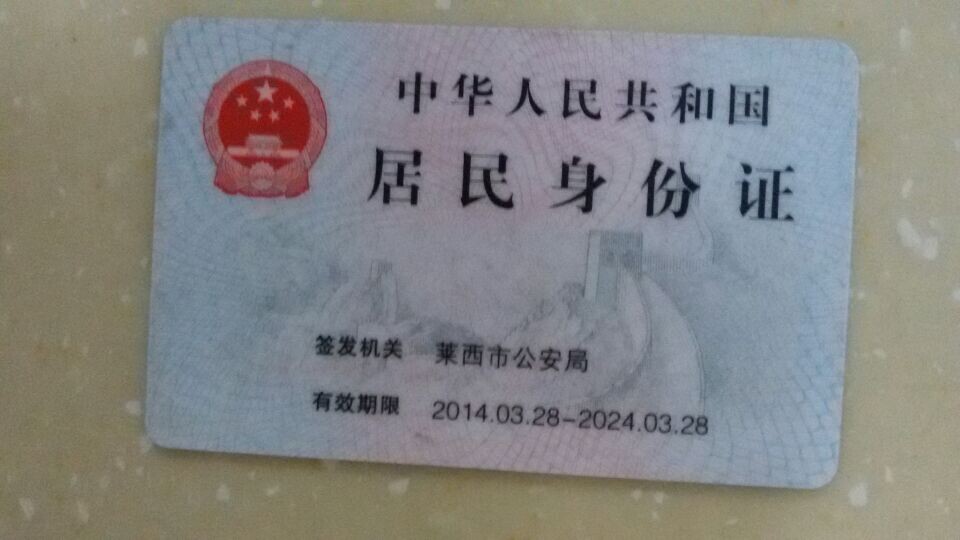 中华人民共和国
居民身份证
签发机关 莱西市公安局
有效期限 2014.03.28-2024.03.28